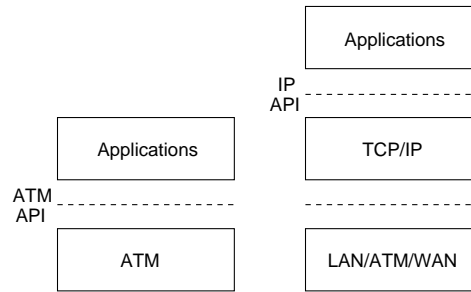 Applications
IP
API
Applications
TCP/IP
ATM
API
ATM
LAN/ATM/WAN